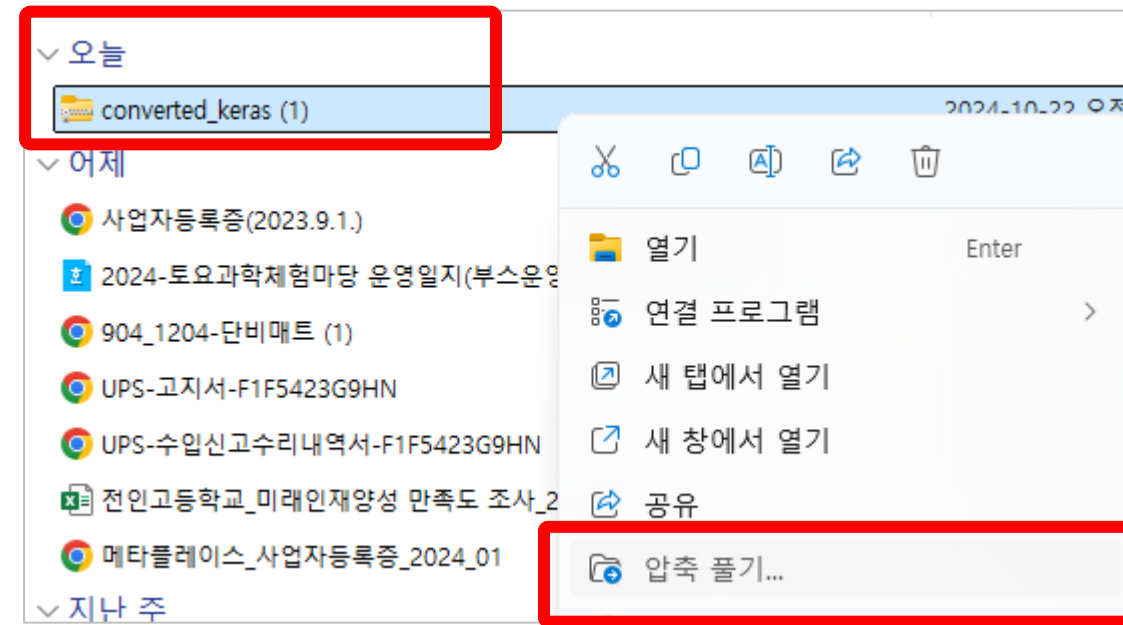 오늘
converted_keras (1)
2024-10-22 오전
어제
사업자등록증(2023.9.1.)
2024-토요과학체험마당 운영일지(부스운영
904_1204-단비매트 (1)
UPS-고지서-F1F5423G9HN
UPS-수입신고수리내역서-F1F5423G9HN
전인고등학교_미래인재양성 만족도 조사_2
메타플레이스_사업자등록증_2024_01
지난 주
열기 Enter
연결 프로그램
새 탭에서 열기
새 창에서 열기
공유
압축 풀기...